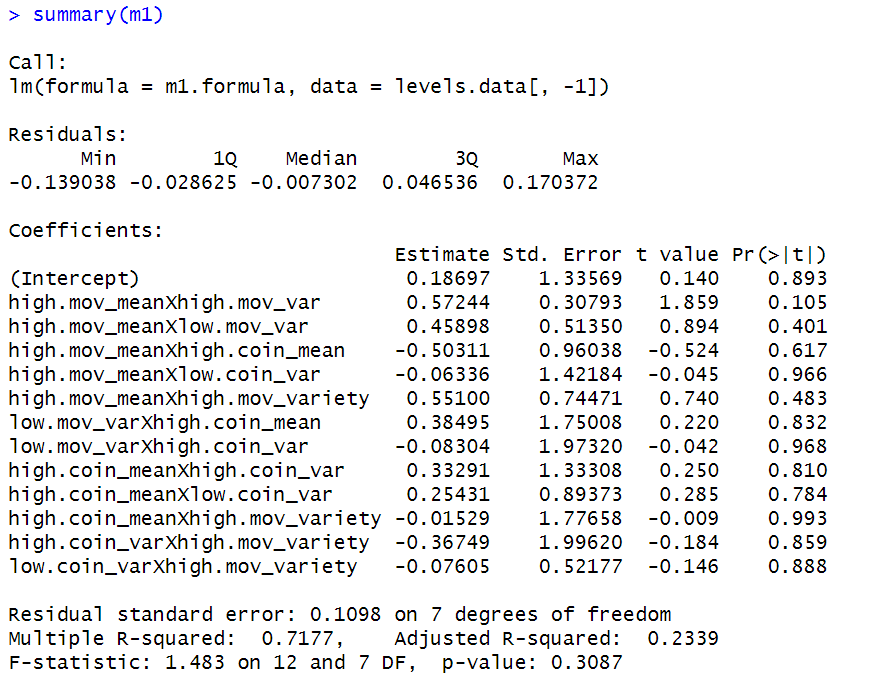 > summary(m1)
Call:
lm(formula = m1.formula, data = levels.data[, -1])
Residuals:
      Min        1Q    Median        3Q       Max
-0.139038 -0.028625 -0.007302  0.046536  0.170372
Coefficients:
                                Estimate Std. Error t value Pr(>|t|)
(Intercept)                      0.18697    1.33569   0.140    0.893
high.mov_meanXhigh.mov_var       0.57244    0.30793   1.859    0.105
high.mov_meanXlow.mov_var        0.45898    0.51350   0.894    0.401
high.mov_meanXhigh.coin_mean    -0.50311    0.96038  -0.524    0.617
high.mov_meanXlow.coin_var      -0.06336    1.42184  -0.045    0.966
high.mov_meanXhigh.mov_variety   0.55100    0.74471   0.740    0.483
low.mov_varXhigh.coin_mean       0.38495    1.75008   0.220    0.832
low.mov_varXhigh.coin_var       -0.08304    1.97320  -0.042    0.968
high.coin_meanXhigh.coin_var     0.33291    1.33308   0.250    0.810
high.coin_meanXlow.coin_var      0.25431    0.89373   0.285    0.784
high.coin_meanXhigh.mov_variety -0.01529    1.77658  -0.009    0.993
high.coin_varXhigh.mov_variety  -0.36749    1.99620  -0.184    0.859
low.coin_varXhigh.mov_variety   -0.07605    0.52177  -0.146    0.888
Residual standard error: 0.1098 on 7 degrees of freedom
Multiple R-squared:  0.7177,    Adjusted R-squared:  0.2339
F-statistic: 1.483 on 12 and 7 DF,  p-value: 0.3087